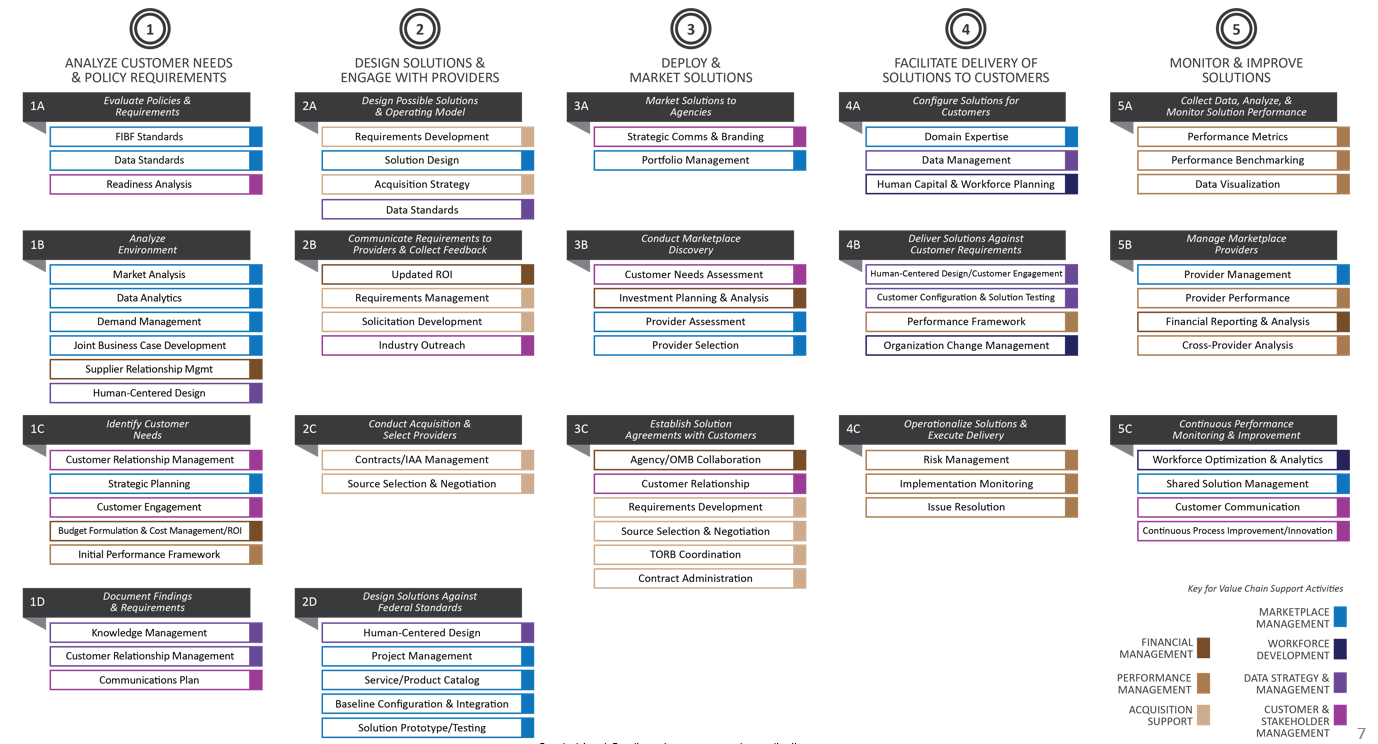 1
ANALYZE CUSTOMER NEEDS
& POLICY REQUIREMENTS
1A
Evaluate Policies &
Requirements
FIBF Standards
Data Standards
Readiness Analysis
1B
Analyze
Environment
Market Analysis
Data Analytics
Demand Management
Joint Business Case Development
Supplier Relationship Mgmt
Human-Centered Design
1C
Identify Customer
Needs
Customer Relationship Management
Strategic Planning
Customer Engagement
Budget Formulation & Cost Management/ROI
Initial Performance Framework
1D
Document Findings
& Requirements
Knowledge Management
Customer Relationship Management
Communications Plan
2
DESIGN SOLUTIONS &
ENGAGE WITH PROVIDERS
2A
Design Possible Solutions
& Operating Model
Requirements Development
Solution Design
Acquisition Strategy
Data Standards
2B
Communicate Requirements to
Providers & Collect Feedback
Updated ROI
Requirements Management
Solicitation Development
Industry Outreach
2C
Conduct Acquisition &
Select Providers
Contracts/IAA Management
Source Selection & Negotiation
2D
Design Solutions Against
Federal Standards
Human-Centered Design
Project Management
Service/Product Catalog
Baseline Configuration & Integration
Solution Prototype/Testing
3
DEPLOY &
MARKET SOLUTIONS
3A
Market Solutions to
Agencies
Strategic Comms & Branding
Portfolio Management
3B
Conduct Marketplace
Discovery
Customer Needs Assessment
Investment Planning & Analysis
Provider Assessment
Provider Selection
3C
Establish Solution
Agreements with Customers
Agency/OMB Collaboration
Customer Relationship
Requirements Development
Source Selection & Negotiation
TORB Coordination
Contract Administration
4
FACILITATE DELIVERY OF
SOLUTIONS TO CUSTOMERS
4A
Configure Solutions for
Customers
Domain Expertise
Data Management
Human Capital & Workforce Planning
4B
Deliver Solutions Against
Customer Requirements
Human-Centered Design/Customer Engagement
Customer Configuration & Solution Testing
Performance Framework
Organization Change Management
4C
Operationalize Solutions &
Execute Delivery
Risk Management
Implementation Monitoring
Issue Resolution
5
MONITOR & IMPROVE
SOLUTIONS
5A
Collect Data, Analyze, &
Monitor Solution Performance
Performance Metrics
Performance Benchmarking
Data Visualization
5B
Manage Marketplace
Providers
Provider Management
Provider Performance
Financial Reporting & Analysis
Cross-Provider Analysis
5C
Continuous Performance
Monitoring & Improvement
Workforce Optimization & Analytics
Shared Solution Management
Customer Communication
Continuous Process Improvement/Innovation
Key for Value Chain Support Activities
FINANCIAL
MANAGEMENT
PERFORMANCE
MANAGEMENT
ACQUISITION
SUPPORT
MARKETPLACE
MANAGEMENT
WORKFORCE
DEVELOPMENT
DATA STRATEGY &
MANAGEMENT
CUSTOMER &
STAKEHOLDER
MANAGEMENT
7